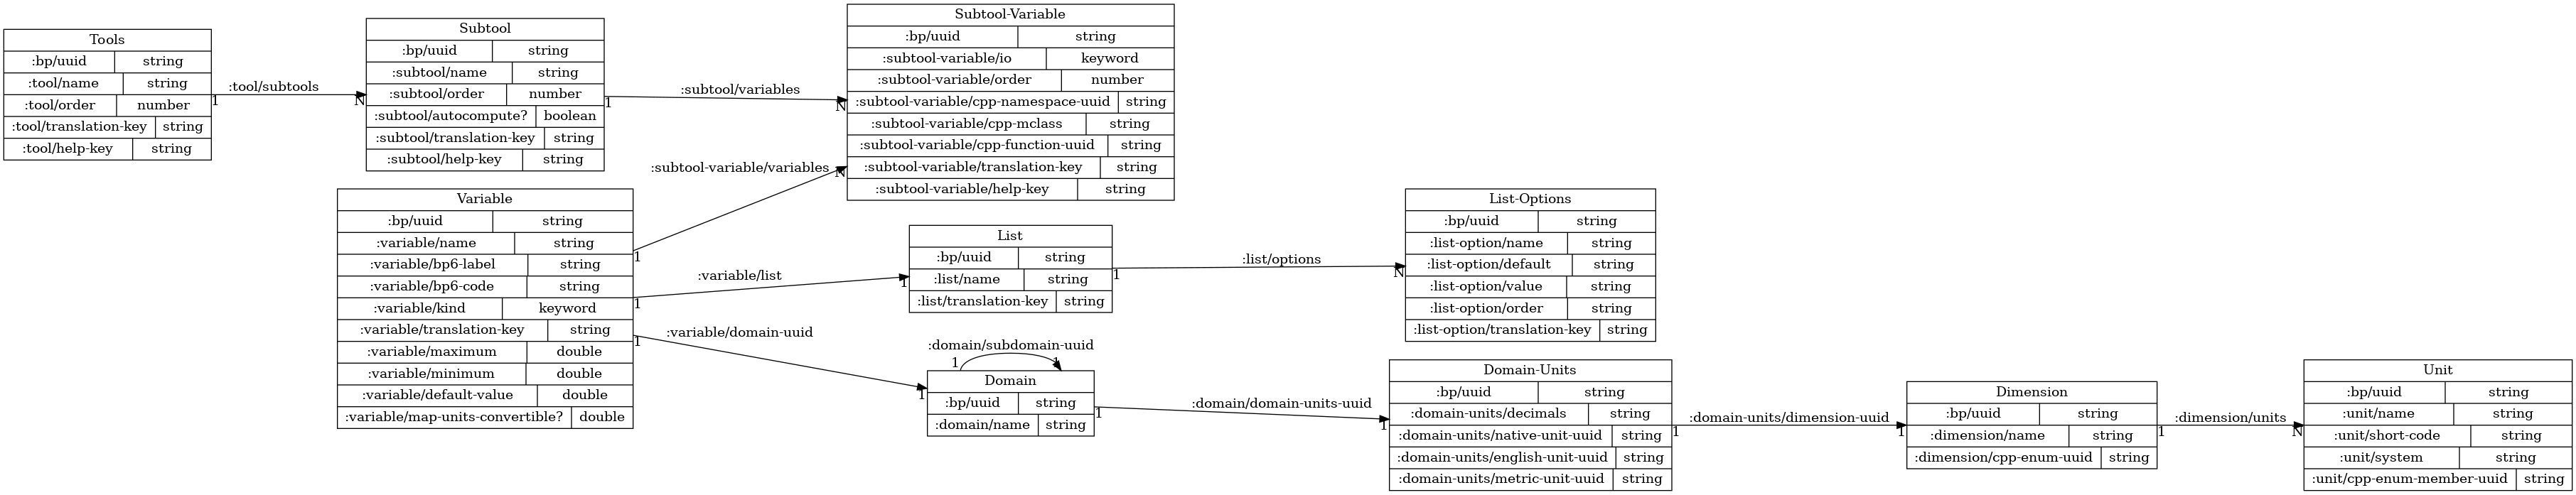 Tools
:bp/uuid string
:tool/name string
:tool/order number
:tool/translation-key string
:tool/help-key string
:tool/subtools
1
N
Subtool
:bp/uuid string
:subtool/name string
:subtool/order number
:subtool/autocompute? boolean
:subtool/translation-key string
:subtool/help-key string
:subtool/variables
1
N
Subtool-Variable
:bp/uuid string
:subtool-variable/io keyword
:subtool-variable/order number
:subtool-variable/cpp-namespace-uuid string
:subtool-variable/cpp-mclass string
:subtool-variable/cpp-function-uuid string
:subtool-variable/translation-key string
:subtool-variable/help-key string
Variable
:bp/uuid string
:variable/name string
:variable/bp6-label string
:variable/bp6-code string
:variable/kind keyword
:variable/translation-key string
:variable/maximum double
:variable/minimum double
:variable/default-value double
:variable/map-units-convertible? double
:subtool-variable/variables
1
N
:variable/list
1
1
:variable/domain-uuid
1
1
List
:bp/uuid string
:list/name string
:list/translation-key string
:list/options
1
N
List-Options
:bp/uuid string
:list-option/name string
:list-option/default string
:list-option/value string
:list-option/order string
:list-option/translation-key string
:domain/subdomain-uuid
1
1
Domain
:bp/uuid string
:domain/name string
:domain/domain-units-uuid
1
1
Domain-Units
:bp/uuid string
:domain-units/decimals string
:domain-units/native-unit-uuid string
:domain-units/english-unit-uuid string
:domain-units/metric-unit-uuid string
:domain-units/dimension-uuid
1
1
Dimension
:bp/uuid string
:dimension/name string
:dimension/cpp-enum-uuid string
:dimension/units
1
N
Unit
:bp/uuid string
:unit/name string
:unit/short-code string
:unit/system string
:unit/cpp-enum-member-uuid string